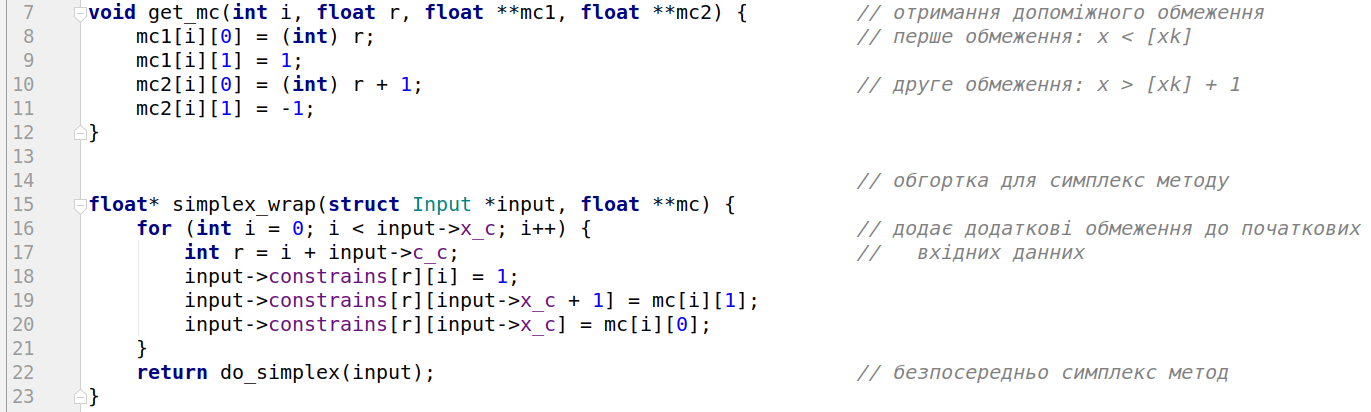 7 void get_mc(int i, float r, float **mc1, float **mc2) { // отримання допоміжного обмеження
8 mc1[i][0] = (int) r; // перше обмеження: x < [xk]
9 mc1[i][1] = 1;
10 mc2[i][0] = (int) r + 1; // друге обмеження: x > [xk] + 1
11 mc2[i][1] = -1;
12 }
13
14 // обгортка для симплекс методу
15 float* simplex_wrap(struct Input *input, float **mc) {
16 for (int i = 0; i < input->x_c; i++) { // додає додаткові обмеження до початкових
17 int r = i + input->c_c; // вхідних данних
18 input->constrains[r][i] = 1;
19 input->constrains[r][input->x_c + 1] = mc[i][1];
20 input->constrains[r][input->x_c] = mc[i][0];
21 }
22 return do_simplex(input); // безпосередньо симплекс метод
23 }